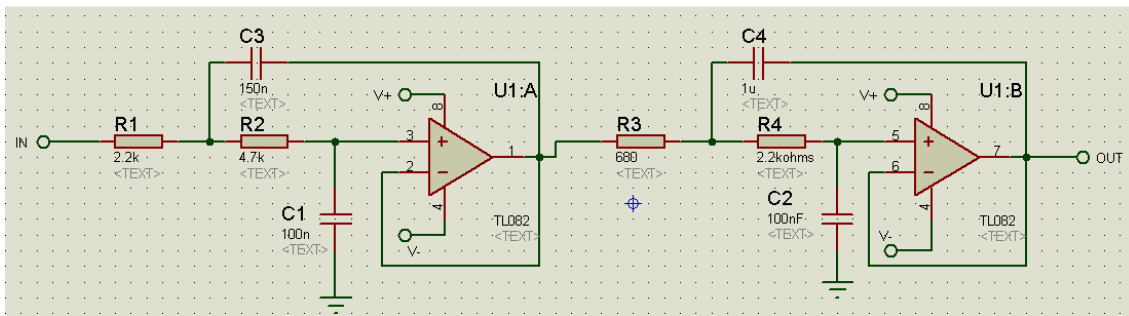 C3
150n
<TEXT>
C4
1u
<TEXT>
V+
8
U1:A
V+
8
U1:B
IN
R1
2.2k
<TEXT>
R2
4.7k
<TEXT>
3
2
1
4
R3
680
<TEXT>
R4
2.2kohms
<TEXT>
5
6
7
4
OUT
C1
100n
<TEXT>
V-
TL082
<TEXT>
C2
100nF
<TEXT>
V-
TL082
<TEXT>